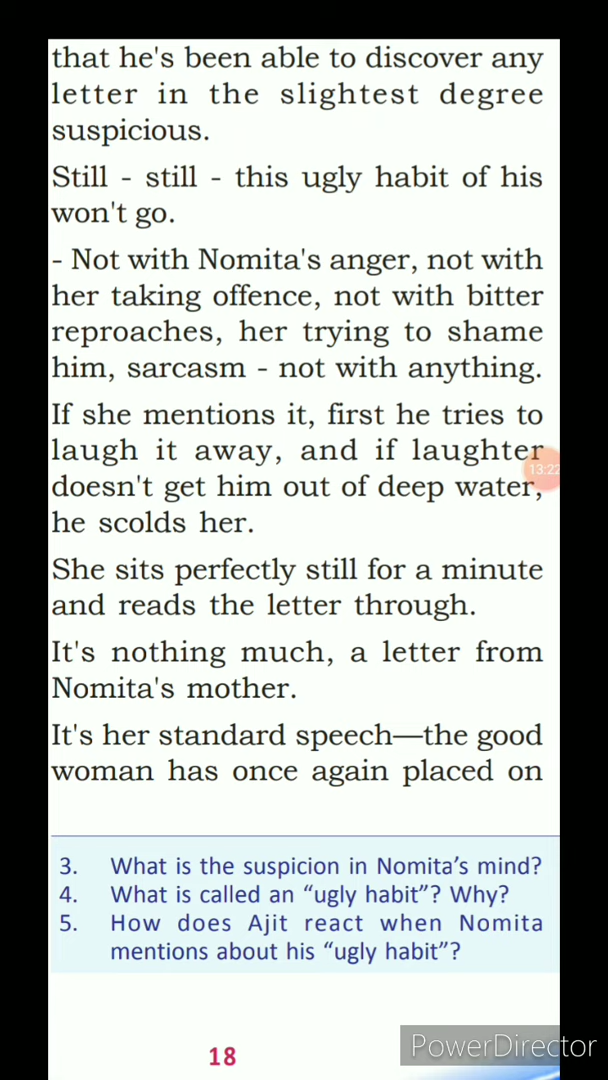 that he's been able to discover any
letter in the slightest degree
suspicious.
Still - still - this ugly habit of his
won't go.
- Not with Nomita's anger, not with
her taking offence, not with bitter
reproaches, her trying to shame
him, sarcasm - not with anything.
If she mentions it, first he tries to
laugh it away, and if laughter
doesn't get him out of deep water,
he scolds her.
13:22
She sits perfectly still for a minute
and reads the letter through.
It's nothing much, a letter from
Nomita's mother.
It's her standard speech—the good
woman has once again placed on
3. What is the suspicion in Nomita's mind?
4. What is called an “ugly habit”? Why?
5. How does Ajit react when Nomita
mentions about his “ugly habit”?
18
PowerDirector